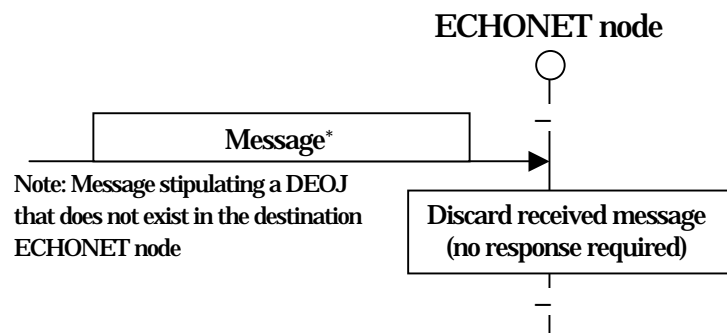 ECHONET node
Message*
Note: Message stipulating a DEOJ
that does not exist in the destination
ECHONET node
Discard received message
(no response required)